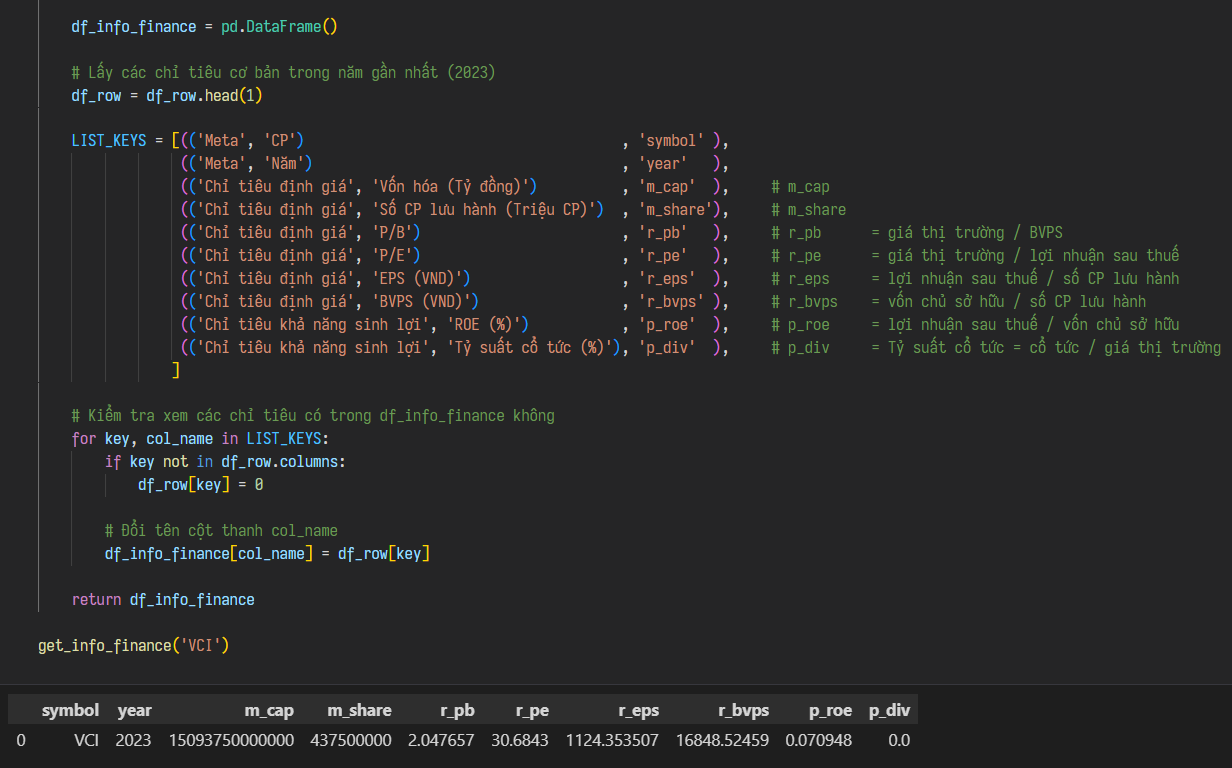 df_info_finance = pd.DataFrame()
# Lấy các chỉ tiêu cơ bản trong năm gần nhất (2023)
df_row = df_row.head(1)
LIST_KEYS = [(('Meta', 'CP') , 'symbol' ),
(('Meta', 'Năm') , 'year' ),
(('Chỉ tiêu định giá', 'Vốn hóa (Tỷ đồng)') , 'm_cap' ), # m_cap
(('Chỉ tiêu định giá', 'Số CP lưu hành (Triệu CP)') , 'm_share'), # m_share
(('Chỉ tiêu định giá', 'P/B') , 'r_pb' ), # r_pb = giá thị trường / BVPS
(('Chỉ tiêu định giá', 'P/E') , 'r_pe' ), # r_pe = giá thị trường / lợi nhuận sau thuế
(('Chỉ tiêu định giá', 'EPS (VND)') , 'r_eps' ), # r_eps = lợi nhuận sau thuế / số CP lưu hành
(('Chỉ tiêu định giá', 'BVPS (VND)') , 'r_bvps' ), # r_bvps = vốn chủ sở hữu / số CP lưu hành
(('Chỉ tiêu khả năng sinh lợi', 'ROE (%)') , 'p_roe' ), # p_roe = lợi nhuận sau thuế / vốn chủ sở hữu
(('Chỉ tiêu khả năng sinh lợi', 'Tỷ suất cổ tức (%)'), 'p_div' ), # p_div = Tỷ suất cổ tức = cổ tức / giá thị trường
]
# Kiểm tra xem các chỉ tiêu có trong df_info_finance không
for key, col_name in LIST_KEYS:
if key not in df_row.columns:
df_row[key] = 0
# Đổi tên cột thanh col_name
df_info_finance[col_name] = df_row[key]
return df_info_finance
get_info_finance('VCI')
symbol year m_cap m_share r_pb r_pe r_eps r_bvps p_roe p_div
0 VCI 2023 15093750000000 437500000 2.047657 30.6843 1124.353507 16848.52459 0.070948 0.0